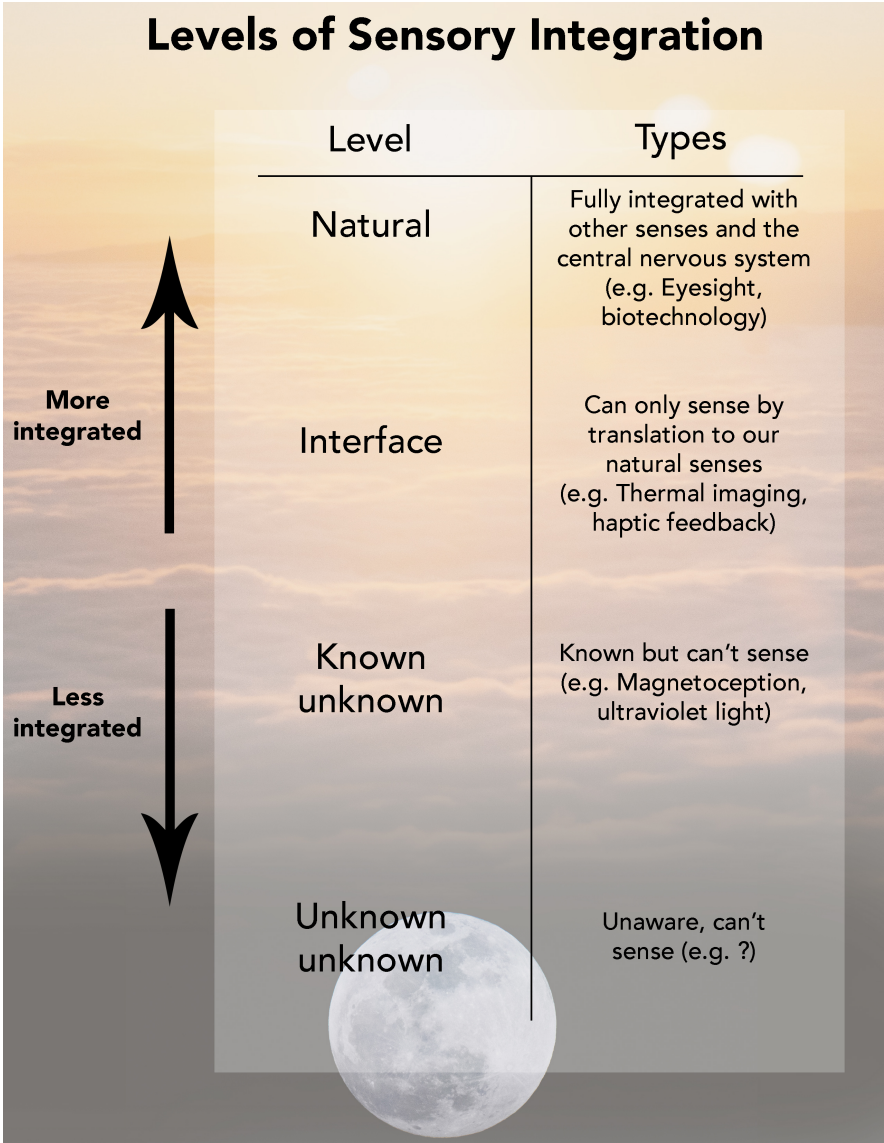 Levels of Sensory Integration
Level
Types
Natural
Fully integrated with
other senses and the
central nervous system
(e.g. Eyesight,
biotechnology)
More
integrated
Interface
Can only sense by
translation to our
natural senses
(e.g. Thermal imaging,
haptic feedback)
Less
integrated
Known
unknown
Known but can’t sense
(e.g. Magnetoception,
ultraviolet light)
Unknown
unknown
Unaware, can’t
sense (e.g. ?)